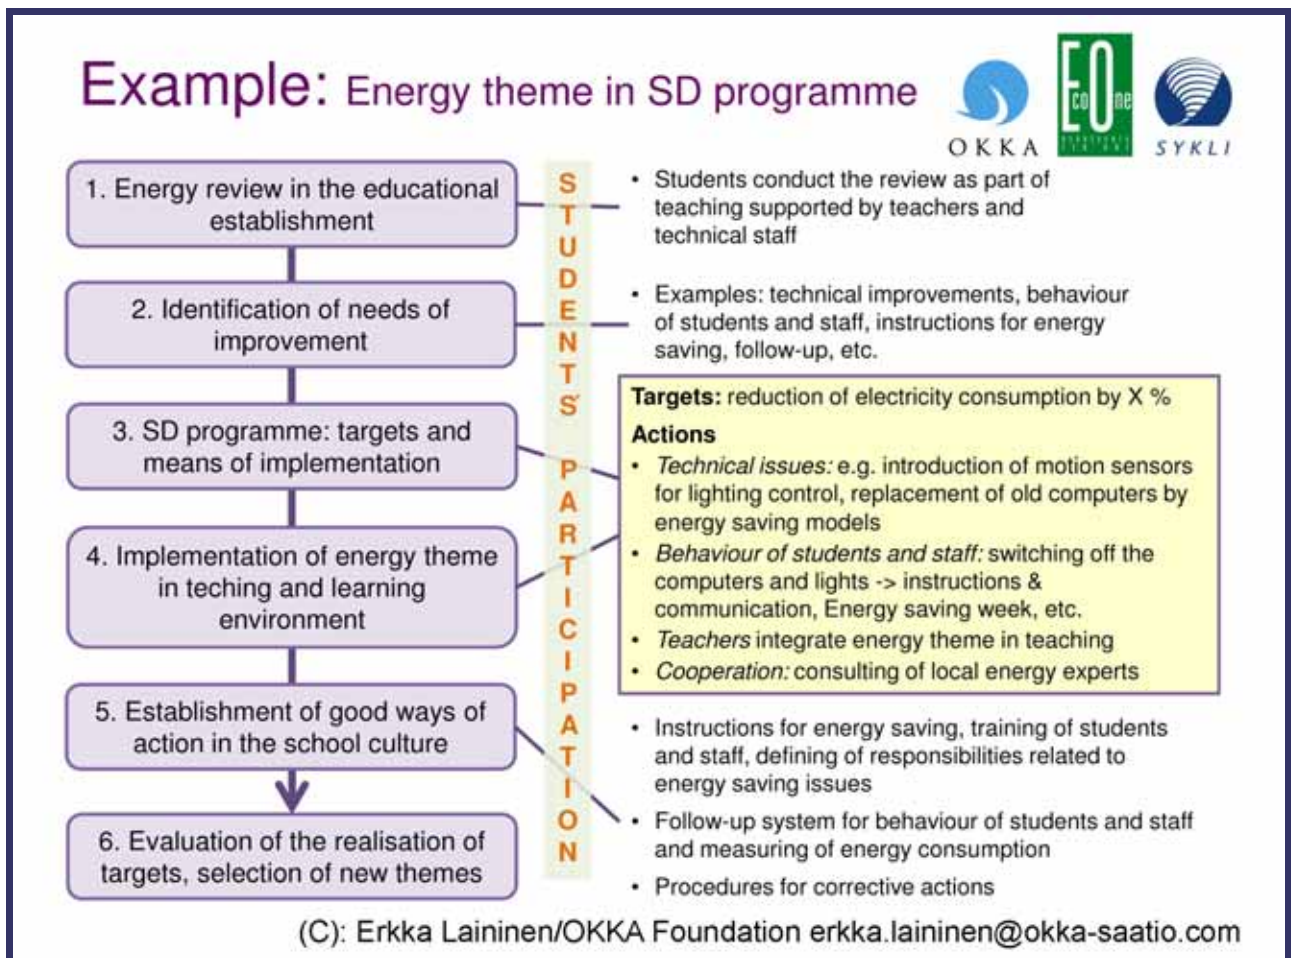 Example: Energy theme in SD programme
OKKA
EcoOne
SYKLI
1. Energy review in the educational
establishment
2. Identification of needs of
improvement
3. SD programme: targets and
means of implementation
4. Implementation of energy theme
in teching and learning
environment
5. Establishment of good ways of
action in the school culture
6. Evaluation of the realisation of
targets, selection of new themes
STUDENTS´ PARTICIPATION
• Students conduct the review as part of
teaching supported by teachers and
technical staff
• Examples: technical improvements, behaviour
of students and staff, instructions for energy
saving, follow-up, etc.
Targets: reduction of electricity consumption by X %
Actions
• Technical issues: e.g. introduction of motion sensors
for lighting control, replacement of old computers by
energy saving models
• Behaviour of students and staff: switching off the
computers and lights -> instructions &
communication, Energy saving week, etc.
• Teachers integrate energy theme in teaching
• Cooperation: consulting of local energy experts
• Instructions for energy saving, training of students
and staff, defining of responsibilities related to
energy saving issues
• Follow-up system for behaviour of students and staff
and measuring of energy consumption
• Procedures for corrective actions
(C): Erkka Laininen/OKKA Foundation erkka.laininen@okka-saatio.com